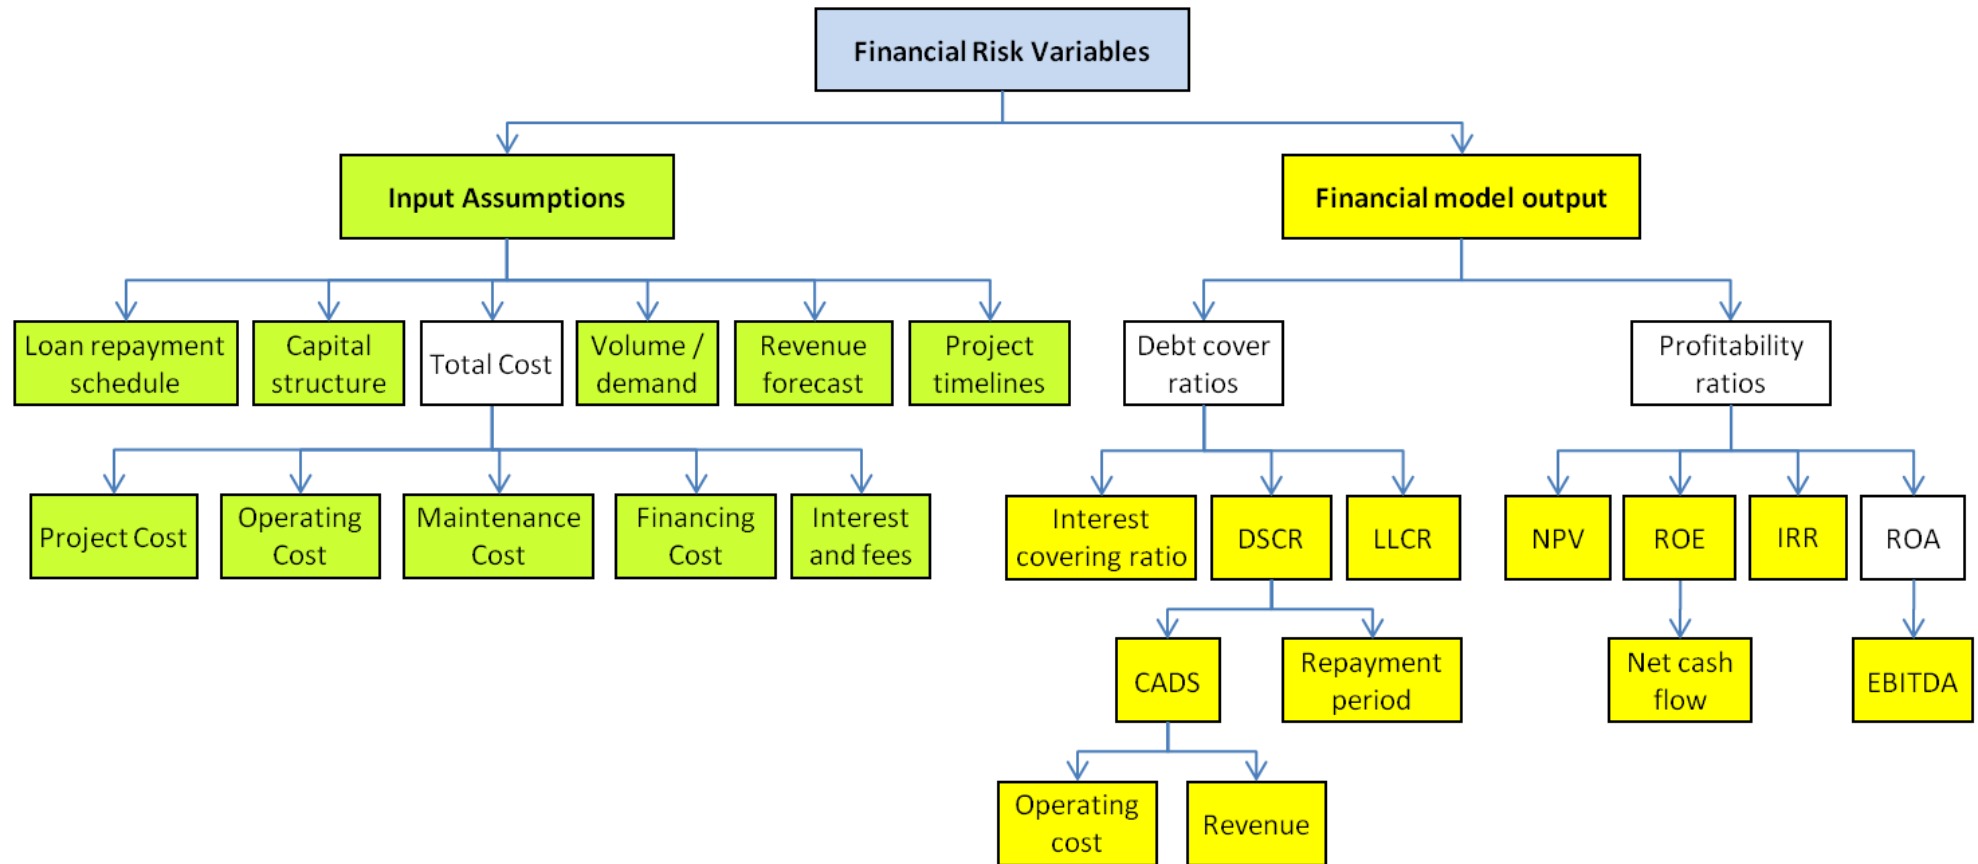 Financial Risk Variables
Input Assumptions
Financial model output
Loan repayment
schedule
Capital
structure
Total Cost
Volume /
demand
Revenue
forecast
Project
timelines
Debt cover
ratios
Profitability
ratios
Project Cost
Operating
Cost
Maintenance
Cost
Financing
Cost
Interest
and fees
Interest
covering ratio
DSCR
LLCR
NPV
ROE
IRR
ROA
CADS
Repayment
period
Net cash
flow
EBITDA
Operating
cost
Revenue